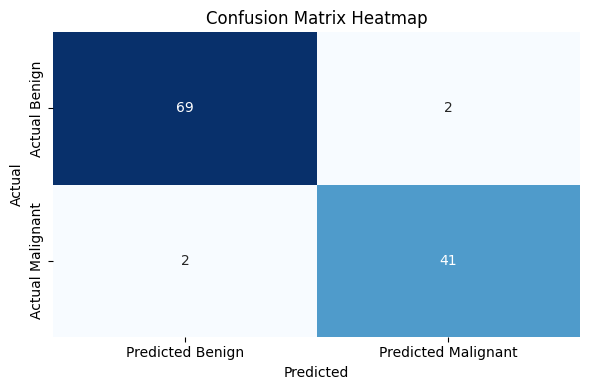 Confusion Matrix Heatmap
Actual
Actual Benign
69
2
Actual Malignant
2
41
Predicted Benign
Predicted Malignant
Predicted